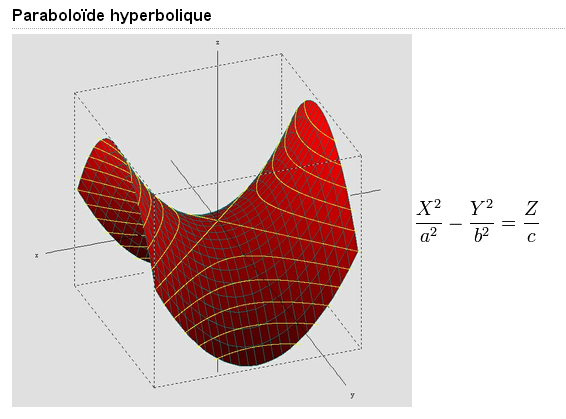 Paraboloïde hyperbolique
z
x
y
X²/a² − Y²/b² = Z/c